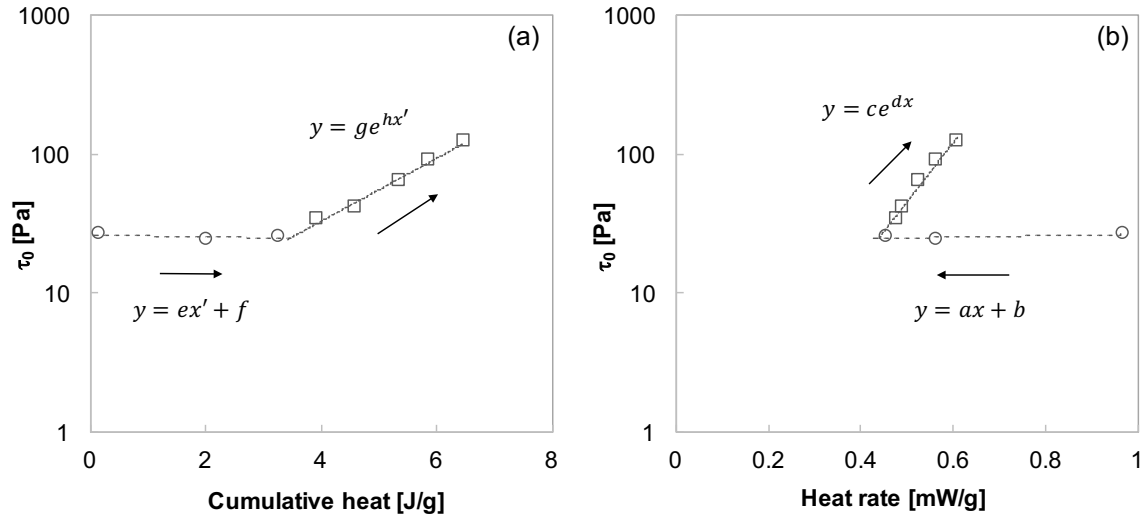 1000
(a)
y = ge^{hx′}
100
τ₀ [Pa]
10
y = ex′ + f
1
0
2
4
6
8
Cumulative heat [J/g]
1000
(b)
y = ce^{dx}
100
τ₀ [Pa]
10
y = ax + b
1
0
0.2
0.4
0.6
0.8
1
Heat rate [mW/g]